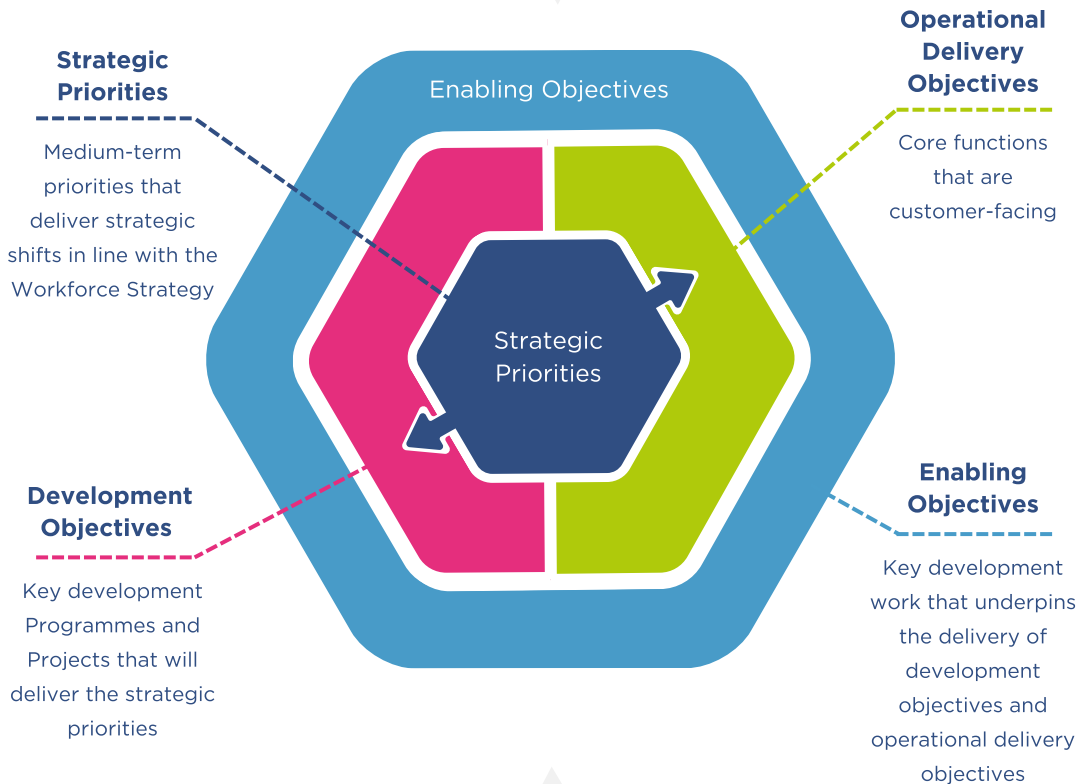 Strategic
Priorities
Medium-term
priorities that
deliver strategic
shifts in line with the
Workforce Strategy
Operational
Delivery
Objectives
Core functions
that are
customer-facing
Enabling Objectives
Strategic
Priorities
Development
Objectives
Key development
Programmes and
Projects that will
deliver the strategic
priorities
Enabling
Objectives
Key development
work that underpins
the delivery of
development
objectives and
operational delivery
objectives